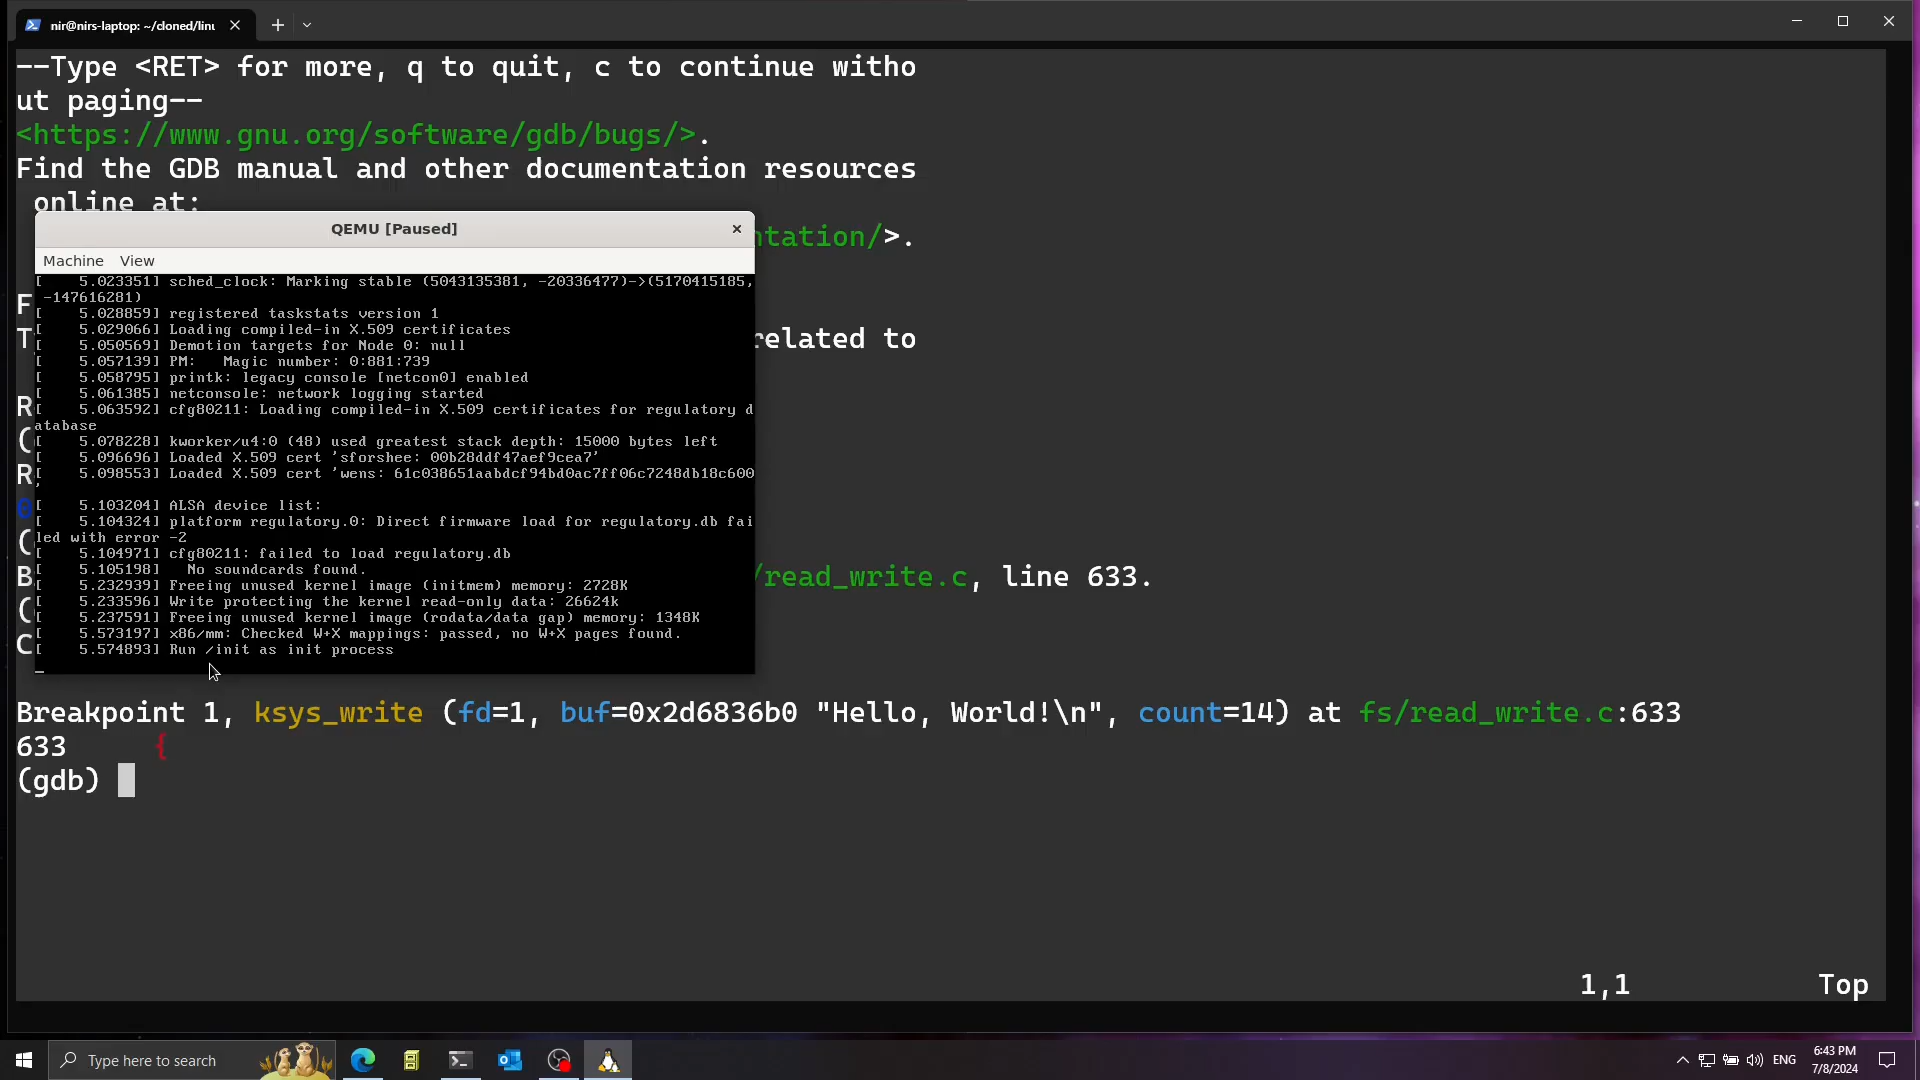 nir@nirs-laptop: ~/cloned/linu
--Type <RET> for more, q to quit, c to continue witho
ut paging--
<https://www.gnu.org/software/gdb/bugs/>.
Find the GDB manual and other documentation resources
online at:
QEMU [Paused]
ntation/>.
Machine View
[    5.023351] sched_clock: Marking stable (5043135381, -20336477)->(5170415185,
-147616281)
F
[    5.028859] registered taskstats version 1
[    5.029066] Loading compiled-in X.509 certificates
T
related to
[    5.050569] Demotion targets for Node 0: null
[    5.057139] PM:   Magic number: 0:881:739
[    5.058795] printk: legacy console [netcon0] enabled
[    5.061385] netconsole: network logging started
R
[    5.063592] cfg80211: Loading compiled-in X.509 certificates for regulatory d
atabase
(
[    5.078228] kworker/u4:0 (48) used greatest stack depth: 15000 bytes left
[    5.096696] Loaded X.509 cert 'sforshee: 00b28ddf47aef9cea7'
R
[    5.098553] Loaded X.509 cert 'wens: 61c038651aabdcf94bd0ac7ff06c7248db18c600
'
0
[    5.103204] ALSA device list:
[    5.104324] platform regulatory.0: Direct firmware load for regulatory.db fai
led with error -2
(
[    5.104971] cfg80211: failed to load regulatory.db
[    5.105198]   No soundcards found.
B
/read_write.c, line 633.
[    5.232939] Freeing unused kernel image (initmem) memory: 2728K
[    5.233596] Write protecting the kernel read-only data: 26624k
(
[    5.237591] Freeing unused kernel image (rodata/data gap) memory: 1348K
[    5.573197] x86/mm: Checked W+X mappings: passed, no W+X pages found.
C
[    5.574893] Run /init as init process
Breakpoint 1, ksys_write (fd=1, buf=0x2d6836b0 "Hello, World!\n", count=14) at fs/read_write.c:633
633     {
(gdb)
1,1 Top
Type here to search
ENG
6:43 PM
7/8/2024